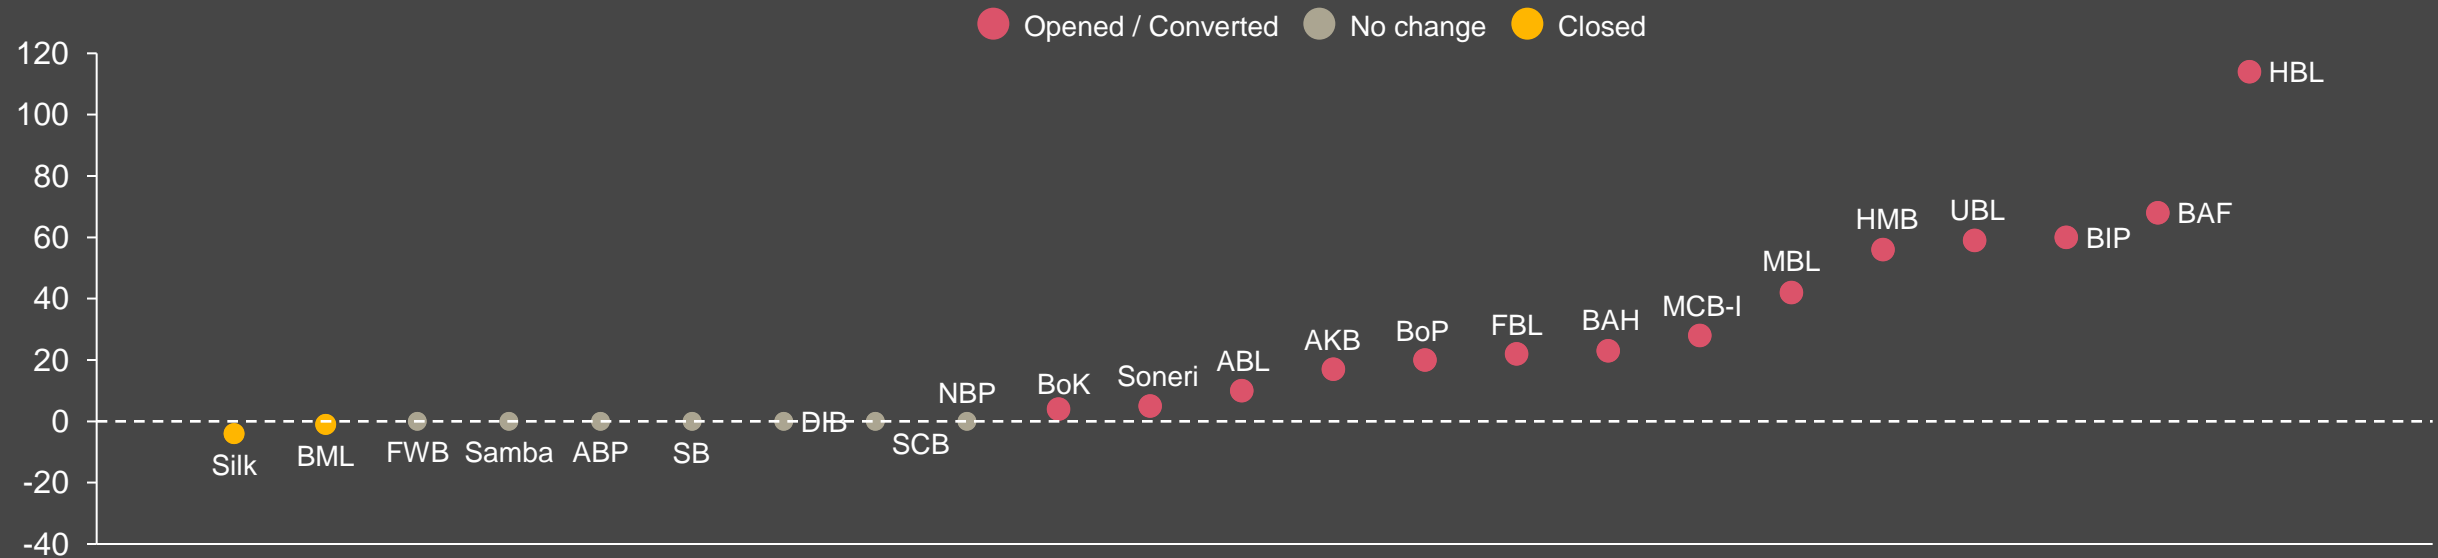 Opened / Converted No change Closed
120
100
80
60
40
20
0
-20
-40
Silk
BML
FWB
Samba
ABP
SB
DIB
SCB
NBP
BoK
Soneri
ABL
AKB
BoP
FBL
BAH
MCB-I
MBL
HMB
UBL
BIP
BAF
HBL